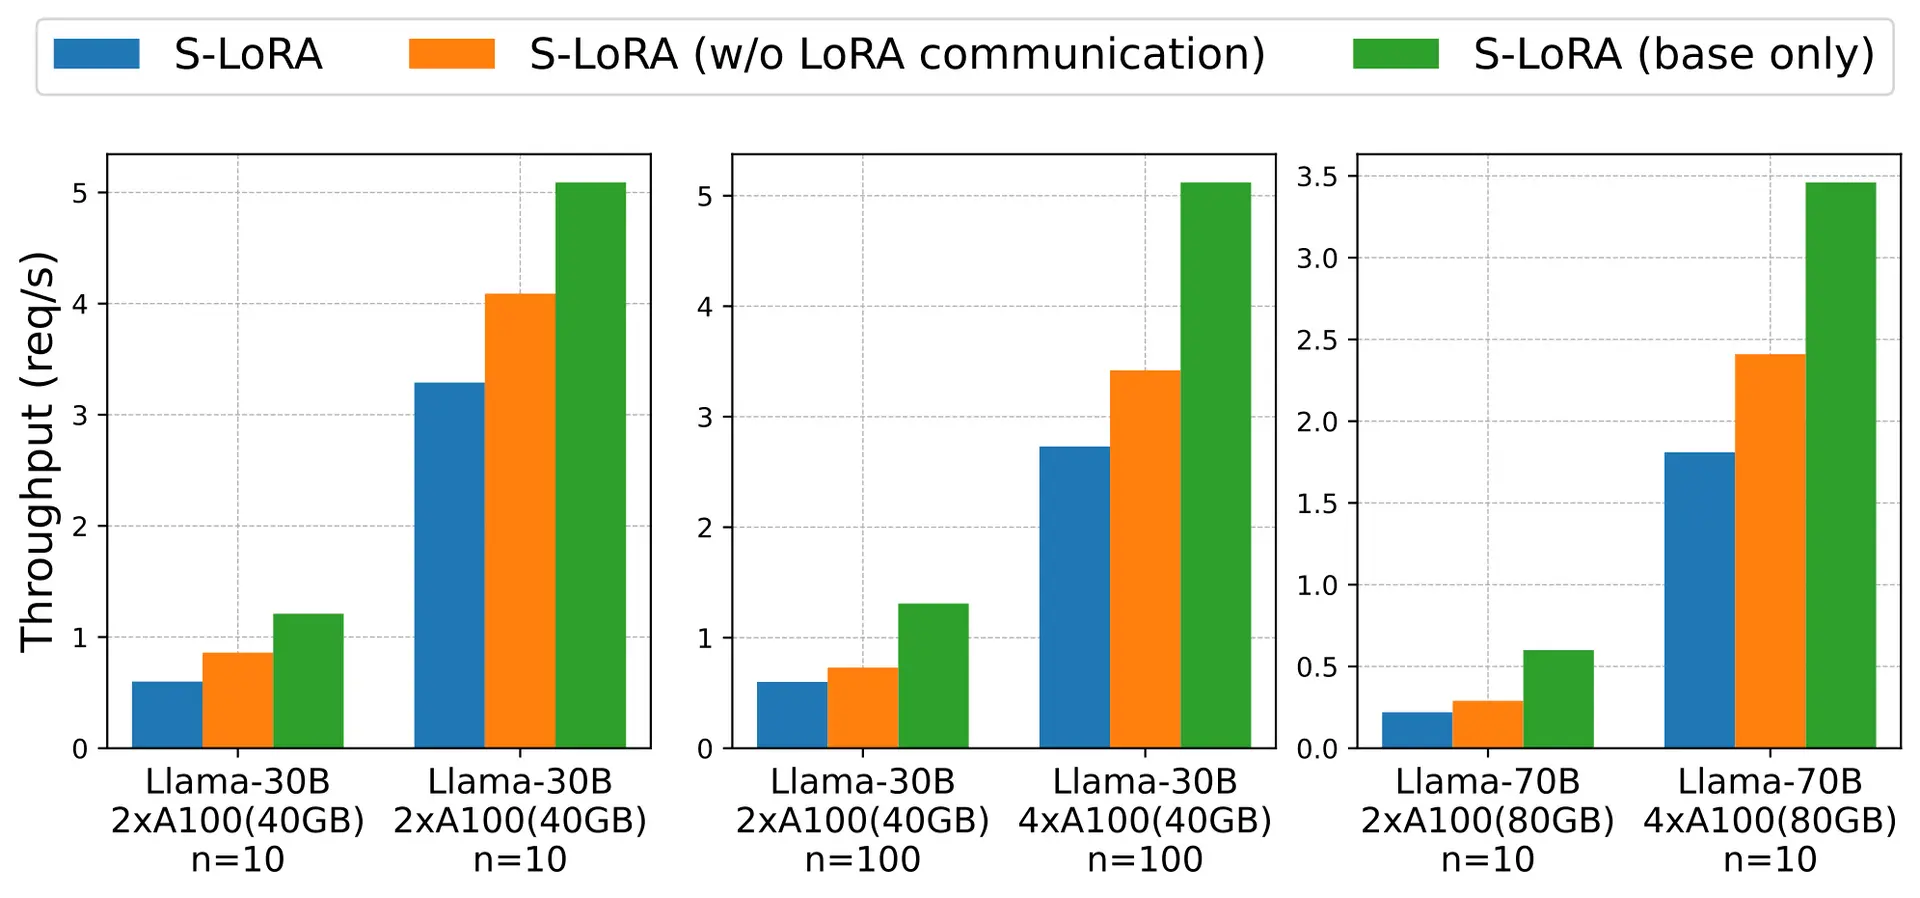 S-LoRA S-LoRA (w/o LoRA communication) S-LoRA (base only)
Throughput (req/s)
5
4
3
2
1
0
Llama-30B
2xA100(40GB)
n=10
Llama-30B
2xA100(40GB)
n=10
5
4
3
2
1
0
Llama-30B
2xA100(40GB)
n=100
Llama-30B
4xA100(40GB)
n=100
3.5
3.0
2.5
2.0
1.5
1.0
0.5
0.0
Llama-70B
2xA100(80GB)
n=10
Llama-70B
4xA100(80GB)
n=10